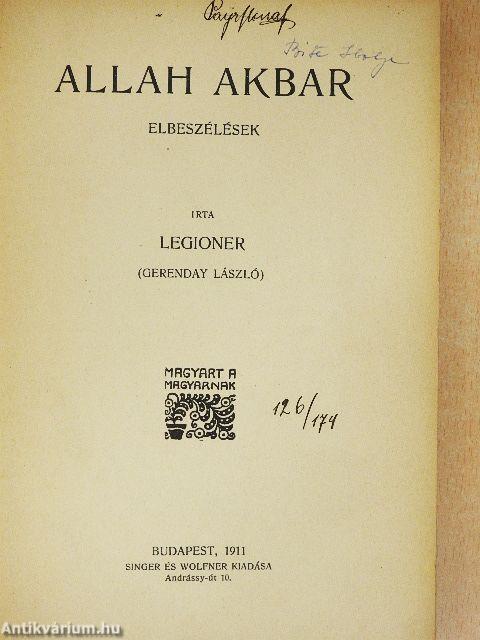 ALLAH AKBAR
ELBESZÉLÉSEK
IRTA
LEGIONER
(GERENDAY LÁSZLÓ)
MAGYART A
MAGYARNAK
126/174
BUDAPEST, 1911
SINGER ÉS WOLFNER KIADÁSA
Andrássy-út 10.
Antikvárium.hu